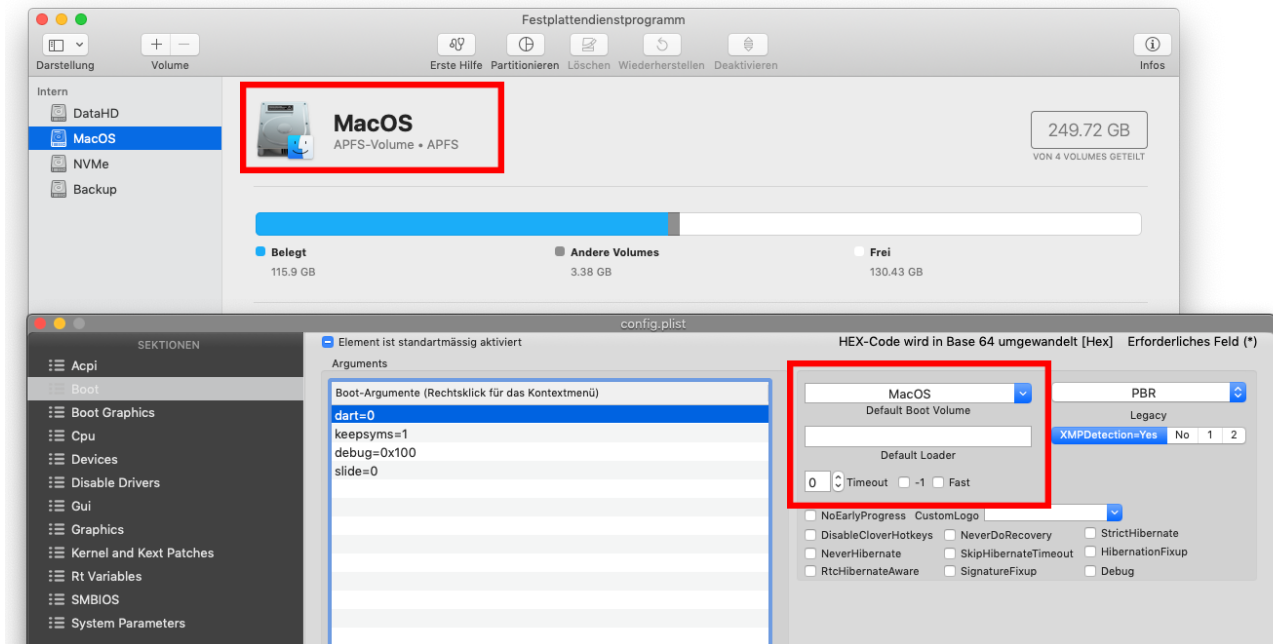 Festplattendienstprogramm
Darstellung Volume Erste Hilfe Partitionieren Löschen Wiederherstellen Deaktivieren Infos
Intern
DataHD
MacOS
NVMe
Backup
MacOS
APFS-Volume • APFS
249.72 GB
VON 4 VOLUMES GETEILT
Belegt Andere Volumes Frei
115.9 GB 3.38 GB 130.43 GB
config.plist
SEKTIONEN
Acpi
Boot
Boot Graphics
Cpu
Devices
Disable Drivers
Gui
Graphics
Kernel and Kext Patches
Rt Variables
SMBIOS
System Parameters
Element ist standartmässig aktiviert
HEX-Code wird in Base 64 umgewandelt [Hex] Erforderliches Feld (*)
Arguments
Boot-Argumente (Rechtsklick für das Kontextmenü)
dart=0
keepsyms=1
debug=0x100
slide=0
MacOS
Default Boot Volume
Default Loader
0 Timeout -1 Fast
PBR
Legacy
XMPDetection=Yes No 1 2
NoEarlyProgress CustomLogo
DisableCloverHotkeys NeverDoRecovery StrictHibernate
NeverHibernate SkipHibernateTimeout HibernationFixup
RtcHibernateAware SignatureFixup Debug